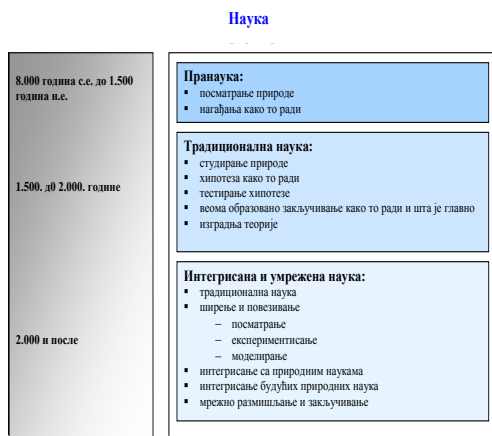 Наука
8.000 година с.е. до 1.500
година н.е.
Пранаука:
▪ посматрање природе
▪ нагађања како то ради
1.500. д0 2.000. године
Традиционална наука:
▪ студирање природе
▪ хипотеза како то ради
▪ тестирање хипотезе
▪ веома образовано закључивање како то ради и шта је главно
▪ изградња теорије
2.000 и после
Интегрисана и умрежена наука:
▪ традиционална наука
▪ ширење и повезивање
– посматрање
– експериментисање
– моделирање
▪ интегрисање са природним наукама
▪ интегрисање будућих природних наука
▪ мрежно размишљање и закључивање